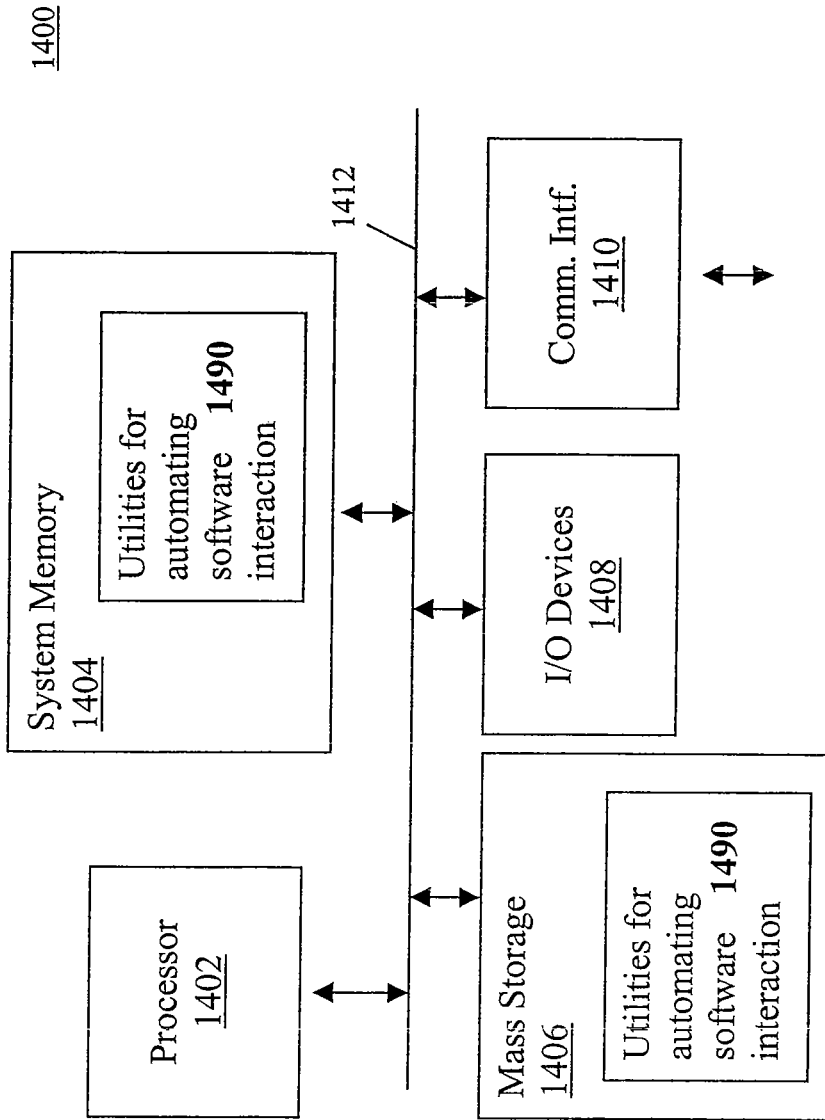 1400
Processor
1402
System Memory
1404
Utilities for
automating
software 1490
interaction
1412
Mass Storage
1406
Utilities for
automating
software 1490
interaction
I/O Devices
1408
Comm. Intf.
1410